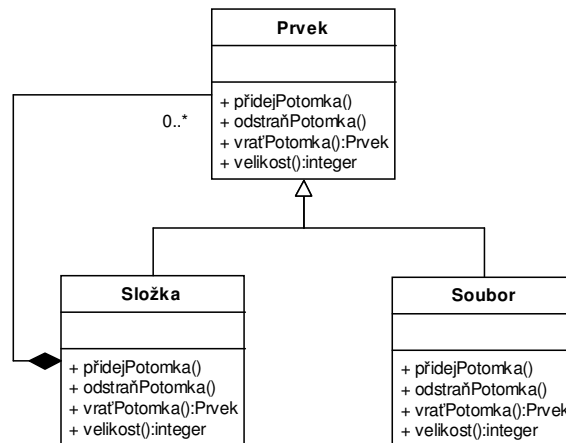 Prvek
+ přidejPotomka()
0..*
+ odstraňPotomka()
+ vraťPotomka():Prvek
+ velikost():integer
Složka
+ přidejPotomka()
+ odstraňPotomka()
+ vraťPotomka():Prvek
+ velikost():integer
Soubor
+ přidejPotomka()
+ odstraňPotomka()
+ vraťPotomka():Prvek
+ velikost():integer